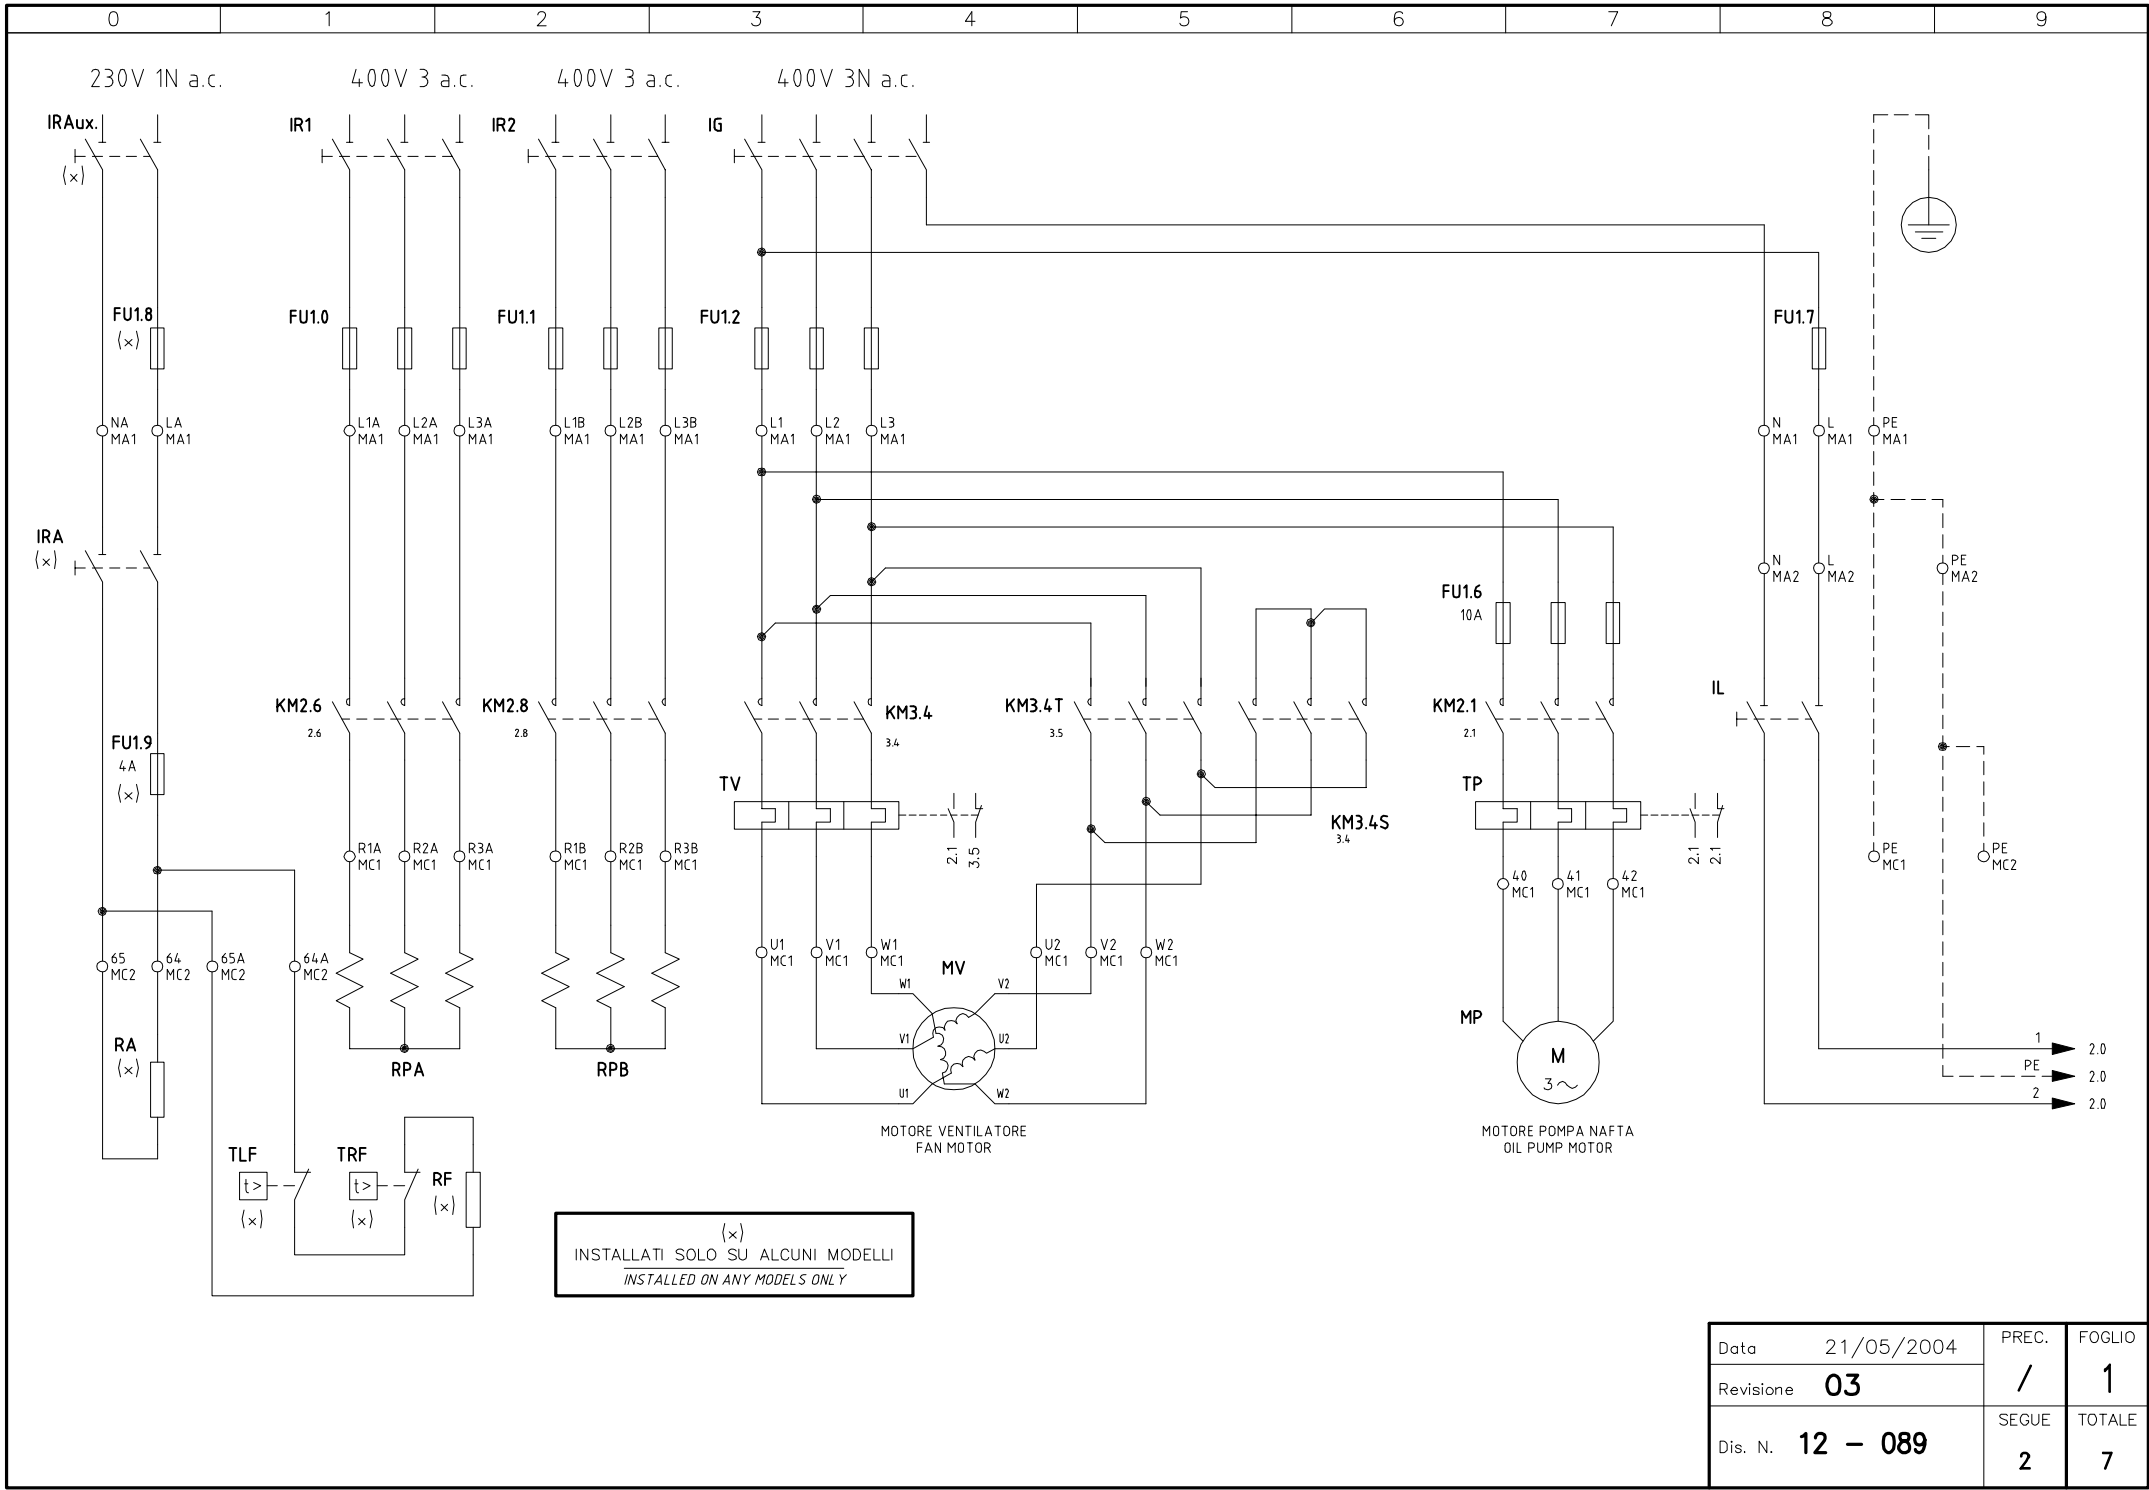 0 1 2 3 4 5 6 7 8 9
230V 1N a.c. 400V 3 a.c. 400V 3 a.c. 400V 3N a.c.
IRAux. IR1 IR2 IG
(x)
FU1.8 FU1.0 FU1.1 FU1.2 FU1.7
(x)
NA LA L1A L2A L3A L1B L2B L3B L1 L2 L3 N L PE
MA1 MA1 MA1 MA1 MA1 MA1 MA1 MA1 MA1 MA1 MA1 MA1 MA1 MA1
IRA
(x)
N L PE
MA2 MA2 MA2
FU1.6
10A
KM2.6 KM2.8 KM3.4 KM3.4T KM2.1 IL
2.6 2.8 3.4 3.5 2.1
FU1.9
4A
(x)
TV TP
KM3.4S
3.4
2.1 3.5 2.1 2.1
R1A R2A R3A R1B R2B R3B PE PE
MC1 MC1 MC1 MC1 MC1 MC1 MC1 MC2
40 41 42
MC1 MC1 MC1
U1 V1 W1 U2 V2 W2
MC1 MC1 MC1 MC1 MC1 MC1
65 64 65A 64A
MC2 MC2 MC2 MC2
MV
W1 V2
V1 U2
U1 W2
MP
M
3~
RA
(x)
RPA RPB
1 2.0
PE 2.0
2 2.0
MOTORE VENTILATORE
FAN MOTOR
MOTORE POMPA NAFTA
OIL PUMP MOTOR
TLF TRF RF
t> t>
(x) (x) (x)
(x)
INSTALLATI SOLO SU ALCUNI MODELLI
INSTALLED ON ANY MODELS ONLY
Data 21/05/2004 PREC. FOGLIO
/ 1
Revisione 03
SEGUE TOTALE
Dis. N. 12 - 089
2 7